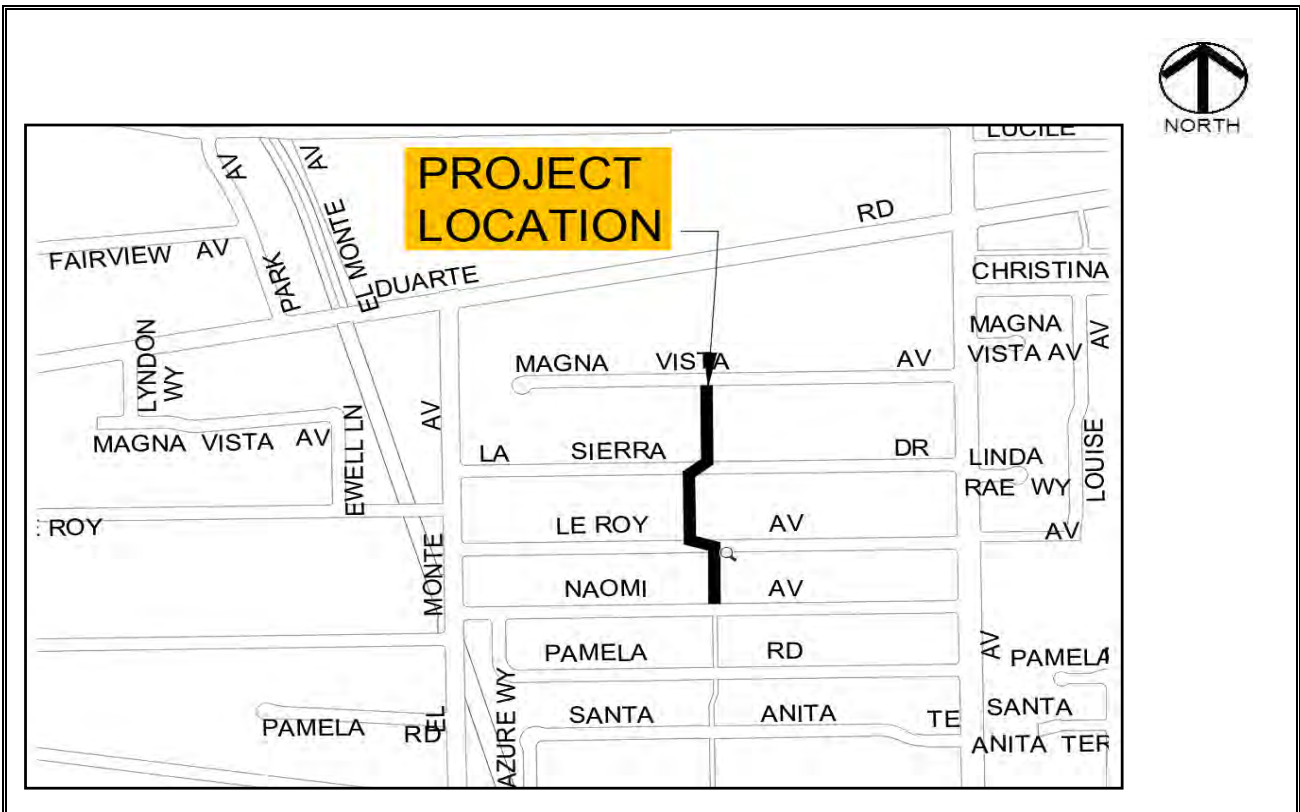 NORTH
LUCILE
PROJECT
LOCATION
AV
AV
RD
FAIRVIEW AV
PARK
EL MONTE
DUARTE
CHRISTINA
MAGNA
VISTA AV
AV
LYNDON
WY
MAGNA VISTA AV
MAGNA VISTA AV
EWELL LN
AV
LA SIERRA DR
LINDA
RAE WY
LOUISE
ROY
LE ROY AV
AV
MONTE
NAOMI AV
PAMELA RD
AV
PAMELA
AZURE WY
SANTA ANITA TE
SANTA
ANITA TER
PAMELA RD
EL